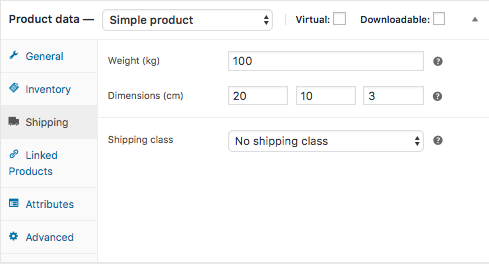 Product data — Simple product Virtual: Downloadable:
General
Inventory
Shipping
Linked
Products
Attributes
Advanced
Weight (kg) 100
Dimensions (cm) 20 10 3
Shipping class No shipping class